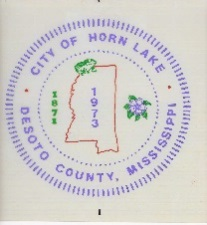 CITY OF HORN LAKE
1871
1973
DESOTO COUNTY, MISSISSIPPI